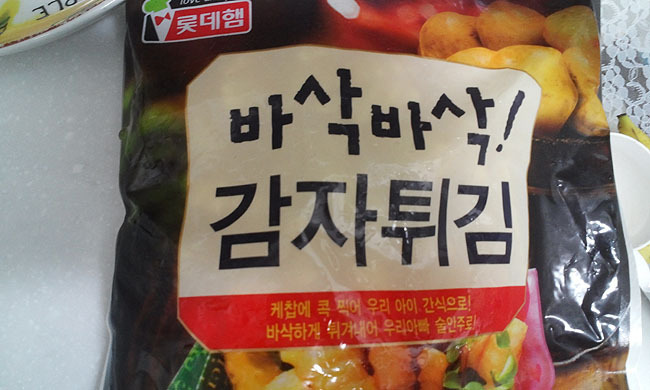 롯데햄
바삭바삭!
감자튀김
케찹에 콕 찍어 우리 아이 간식으로!
바삭하게 튀겨내어 우리아빠 술안주로!
PLE